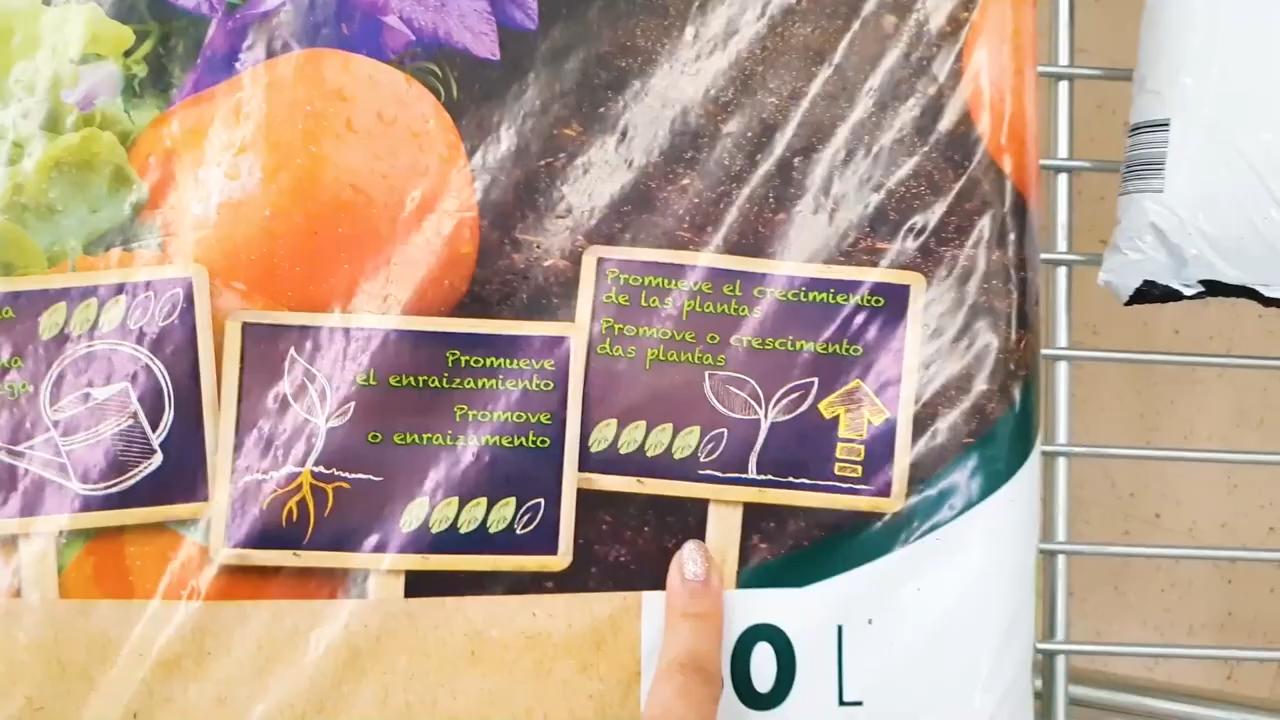 Promueve
el enraizamiento
Promove
o enraizamento
Promueve el crecimiento
de las plantas
Promove o crescimento
das plantas
0 L